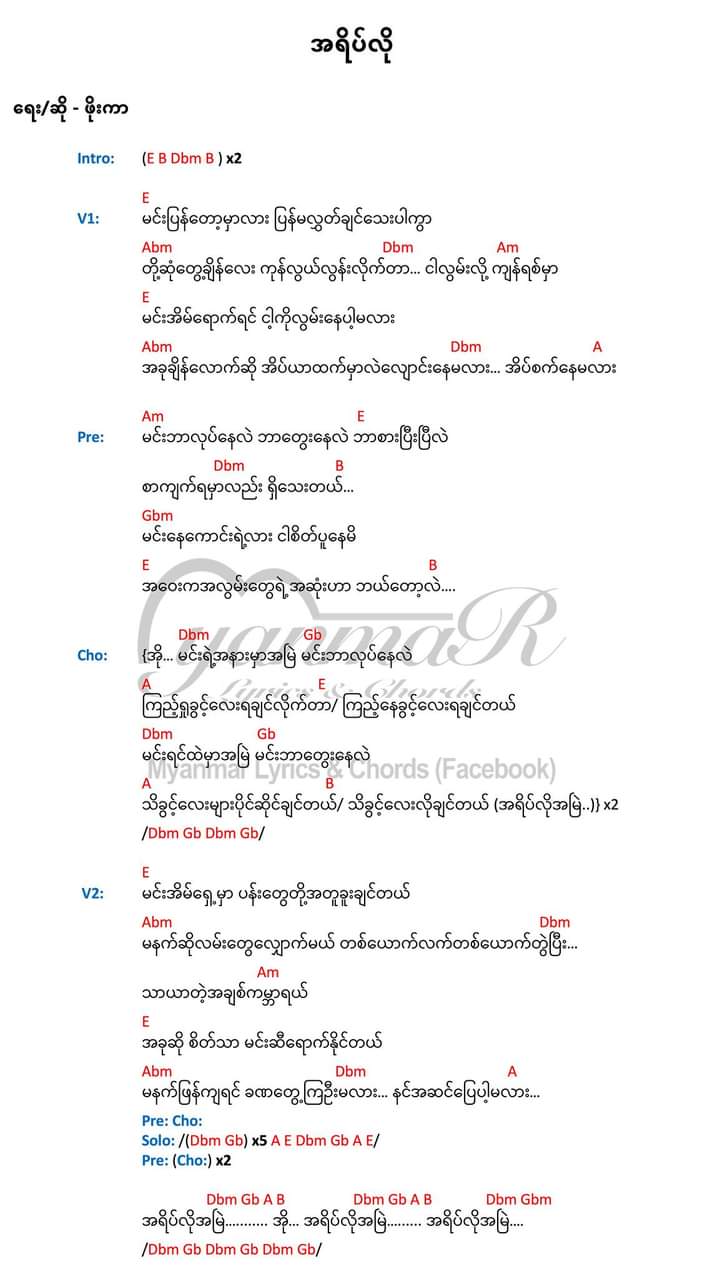 အရိပ်လို
ရေး/ဆို - ဖိုးကာ
Intro: (E B Dbm B ) x2
E
V1: မင်းပြန်တော့မှာလား ပြန်မလွှတ်ချင်သေးပါကွာ
Abm Dbm Am
တို့ဆုံတွေ့ချိန်လေး ကုန်လွယ်လွန်းလိုက်တာ... ငါလွမ်းလို့ ကျန်ရစ်မှာ
E
မင်းအိမ်ရောက်ရင် ငါ့ကိုလွမ်းနေပါ့မလား
Abm Dbm A
အခုချိန်လောက်ဆို အိပ်ယာထက်မှာလဲလျောင်းနေမလား... အိပ်စက်နေမလား
Am E
Pre: မင်းဘာလုပ်နေလဲ ဘာတွေးနေလဲ ဘာစားပြီးပြီလဲ
Dbm B
စာကျက်ရမှာလည်း ရှိသေးတယ်...
Gbm
မင်းနေကောင်းရဲ့လား ငါစိတ်ပူနေမိ
E B
အဝေးကအလွမ်းတွေရဲ့အဆုံးဟာ ဘယ်တော့လဲ....
Dbm Gb
Cho: {အို... မင်းရဲ့အနားမှာအမြဲ မင်းဘာလုပ်နေလဲ
A E
ကြည့်ရှုခွင့်လေးရချင်လိုက်တာ/ ကြည့်နေခွင့်လေးရချင်တယ်
Dbm Gb
မင်းရင်ထဲမှာအမြဲ မင်းဘာတွေးနေလဲ
A B
သိခွင့်လေးများပိုင်ဆိုင်ချင်တယ်/ သိခွင့်လေးလိုချင်တယ် (အရိပ်လိုအမြဲ..)} x2
/Dbm Gb Dbm Gb/
MyanmaR
Lyrics & Chords
Myanmar Lyrics & Chords (Facebook)
E
V2: မင်းအိမ်ရှေ့မှာ ပန်းတွေတို့အတူခူးချင်တယ်
Abm Dbm
မနက်ဆိုလမ်းတွေလျှောက်မယ် တစ်ယောက်လက်တစ်ယောက်တွဲပြီး...
Am
သာယာတဲ့အချစ်ကမ္ဘာရယ်
E
အခုဆို စိတ်သာ မင်းဆီရောက်နိုင်တယ်
Abm Dbm A
မနက်ဖြန်ကျရင် ခဏတွေ့ကြဦးမလား... နင်အဆင်ပြေပါ့မလား...
Pre: Cho:
Solo: /(Dbm Gb) x5 A E Dbm Gb A E/
Pre: (Cho:) x2
Dbm Gb A B Dbm Gb A B Dbm Gbm
အရိပ်လိုအမြဲ.......... အို... အရိပ်လိုအမြဲ........ အရိပ်လိုအမြဲ....
/Dbm Gb Dbm Gb Dbm Gb/